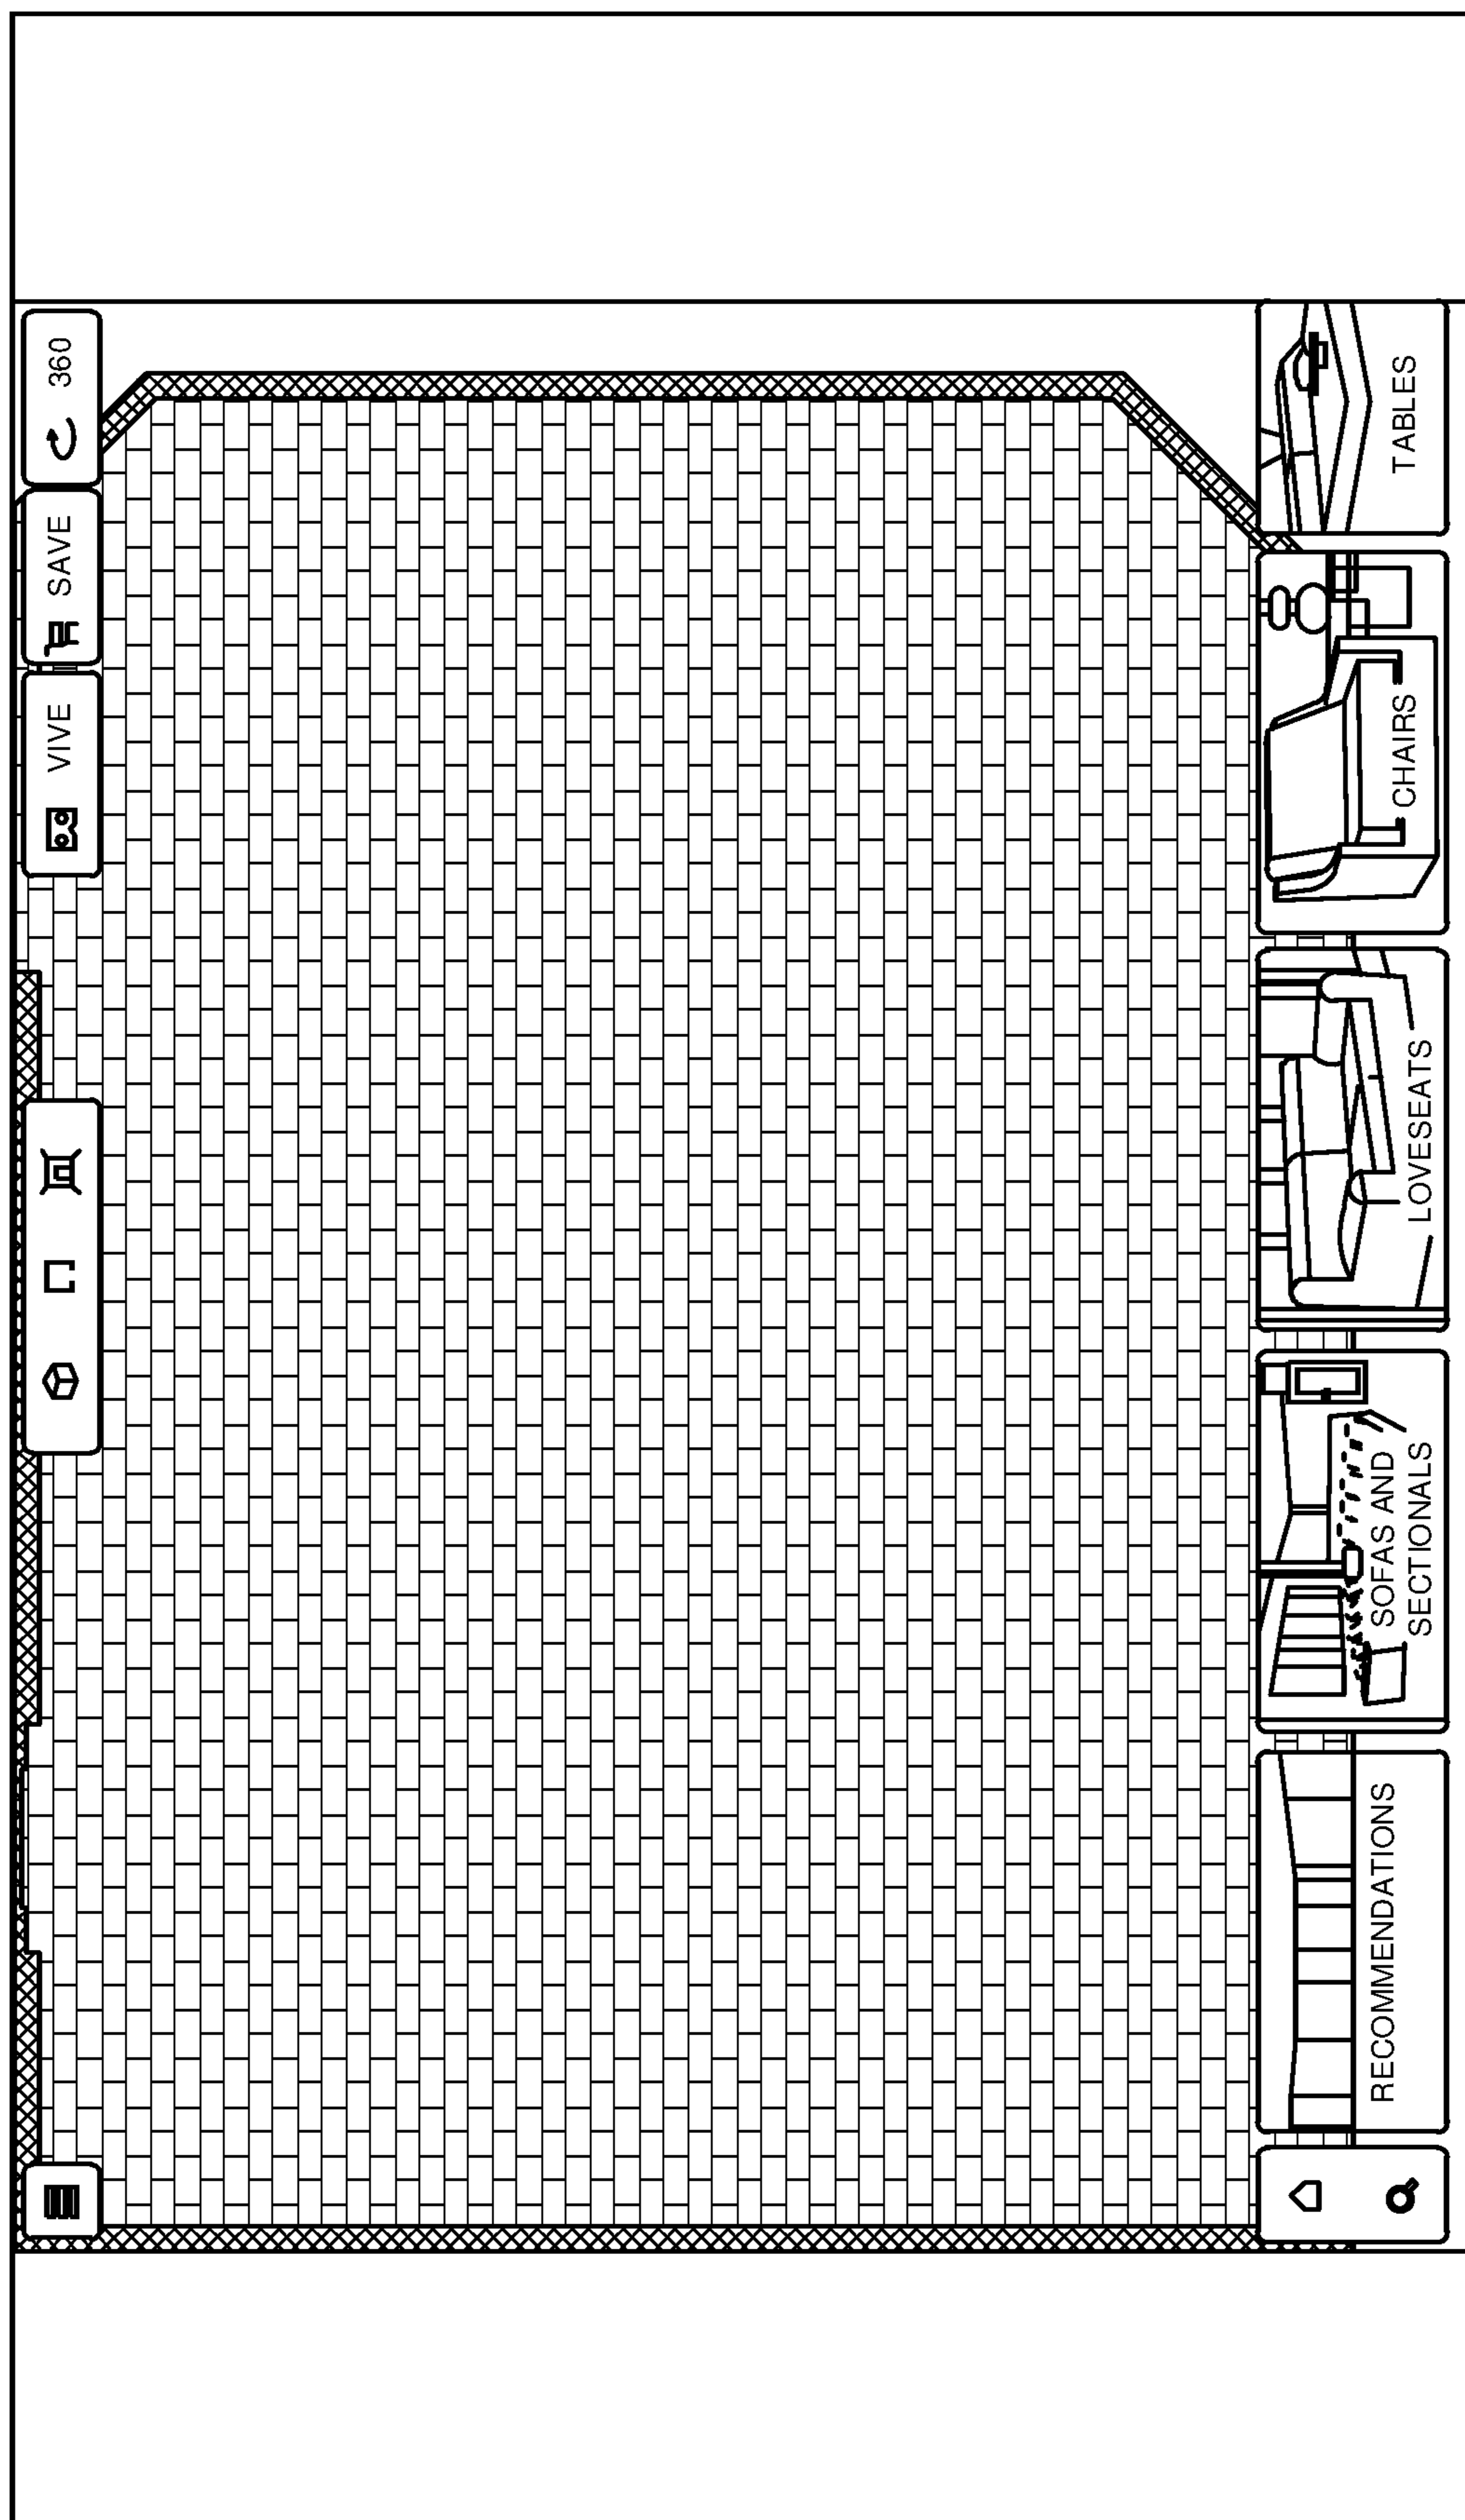 VIVE
SAVE
360
RECOMMENDATIONS
SOFAS AND
SECTIONALS
LOVESEATS
CHAIRS
TABLES